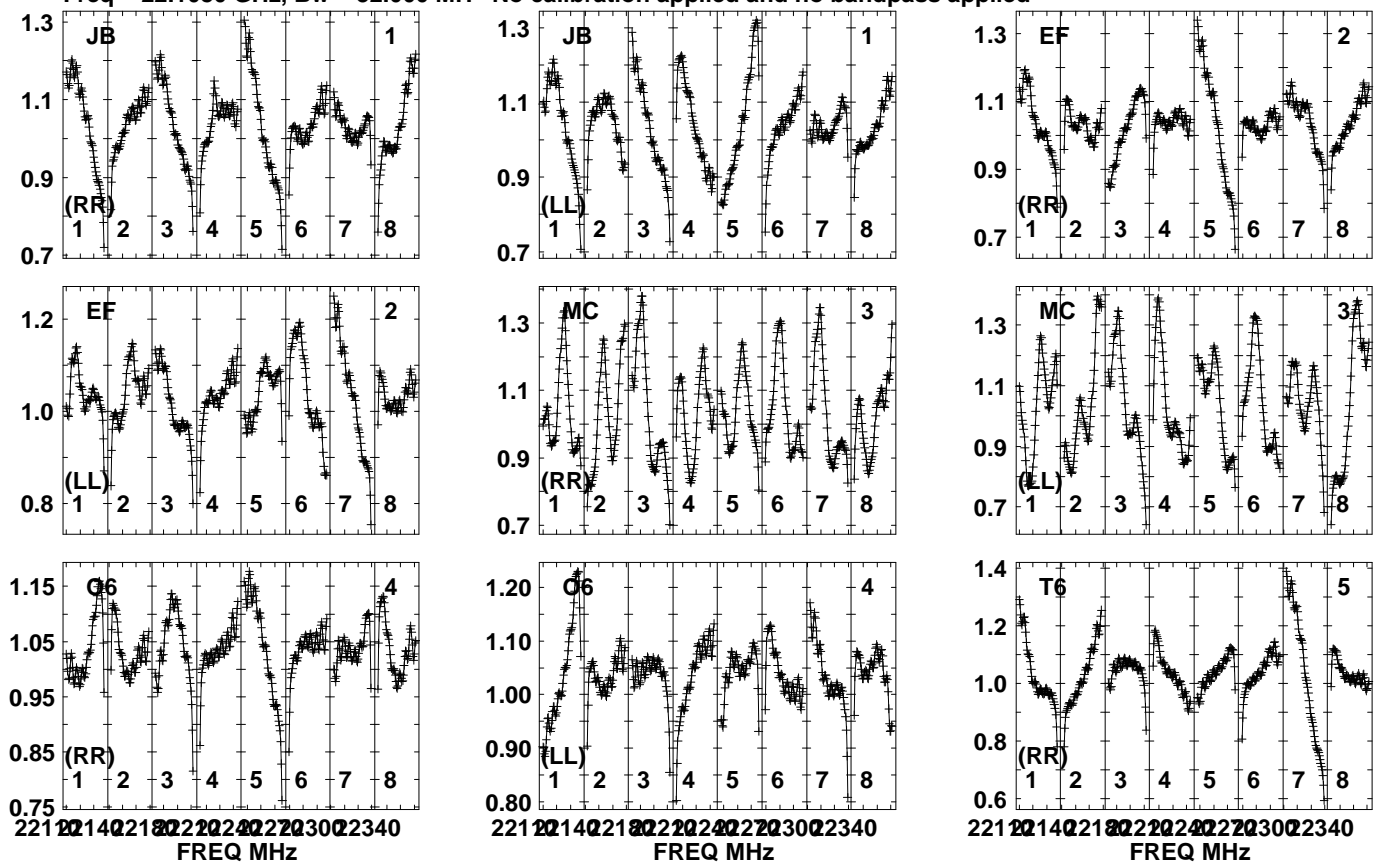 Freq = GHz, Bw = 32.000 MH No calibration applied and no bandpass applied
1.3
1.1
0.9
0.7
JB 1
(RR)
1 2 3 4 5 6 7 8
1.3
1.1
0.9
0.7
JB 1
(LL)
1 2 3 4 5 6 7 8
1.3
1.1
0.9
0.7
EF 2
(RR)
1 2 3 4 5 6 7 8
1.2
1.0
0.8
EF 2
(LL)
1 2 3 4 5 6 7 8
1.3
1.1
0.9
0.7
MC 3
(RR)
1 2 3 4 5 6 7 8
1.3
1.1
0.9
0.7
MC 3
(LL)
1 2 3 4 5 6 7 8
1.15
1.05
0.95
0.85
0.75
O6 4
(RR)
1 2 3 4 5 6 7 8
22300 22340
FREQ MHz
1.20
1.10
1.00
0.90
0.80
O6 4
(LL)
1 2 3 4 5 6 7 8
22300 22340
FREQ MHz
1.4
1.2
1.0
0.8
0.6
T6 5
(RR)
1 2 3 4 5 6 7 8
22300 22340
FREQ MHz